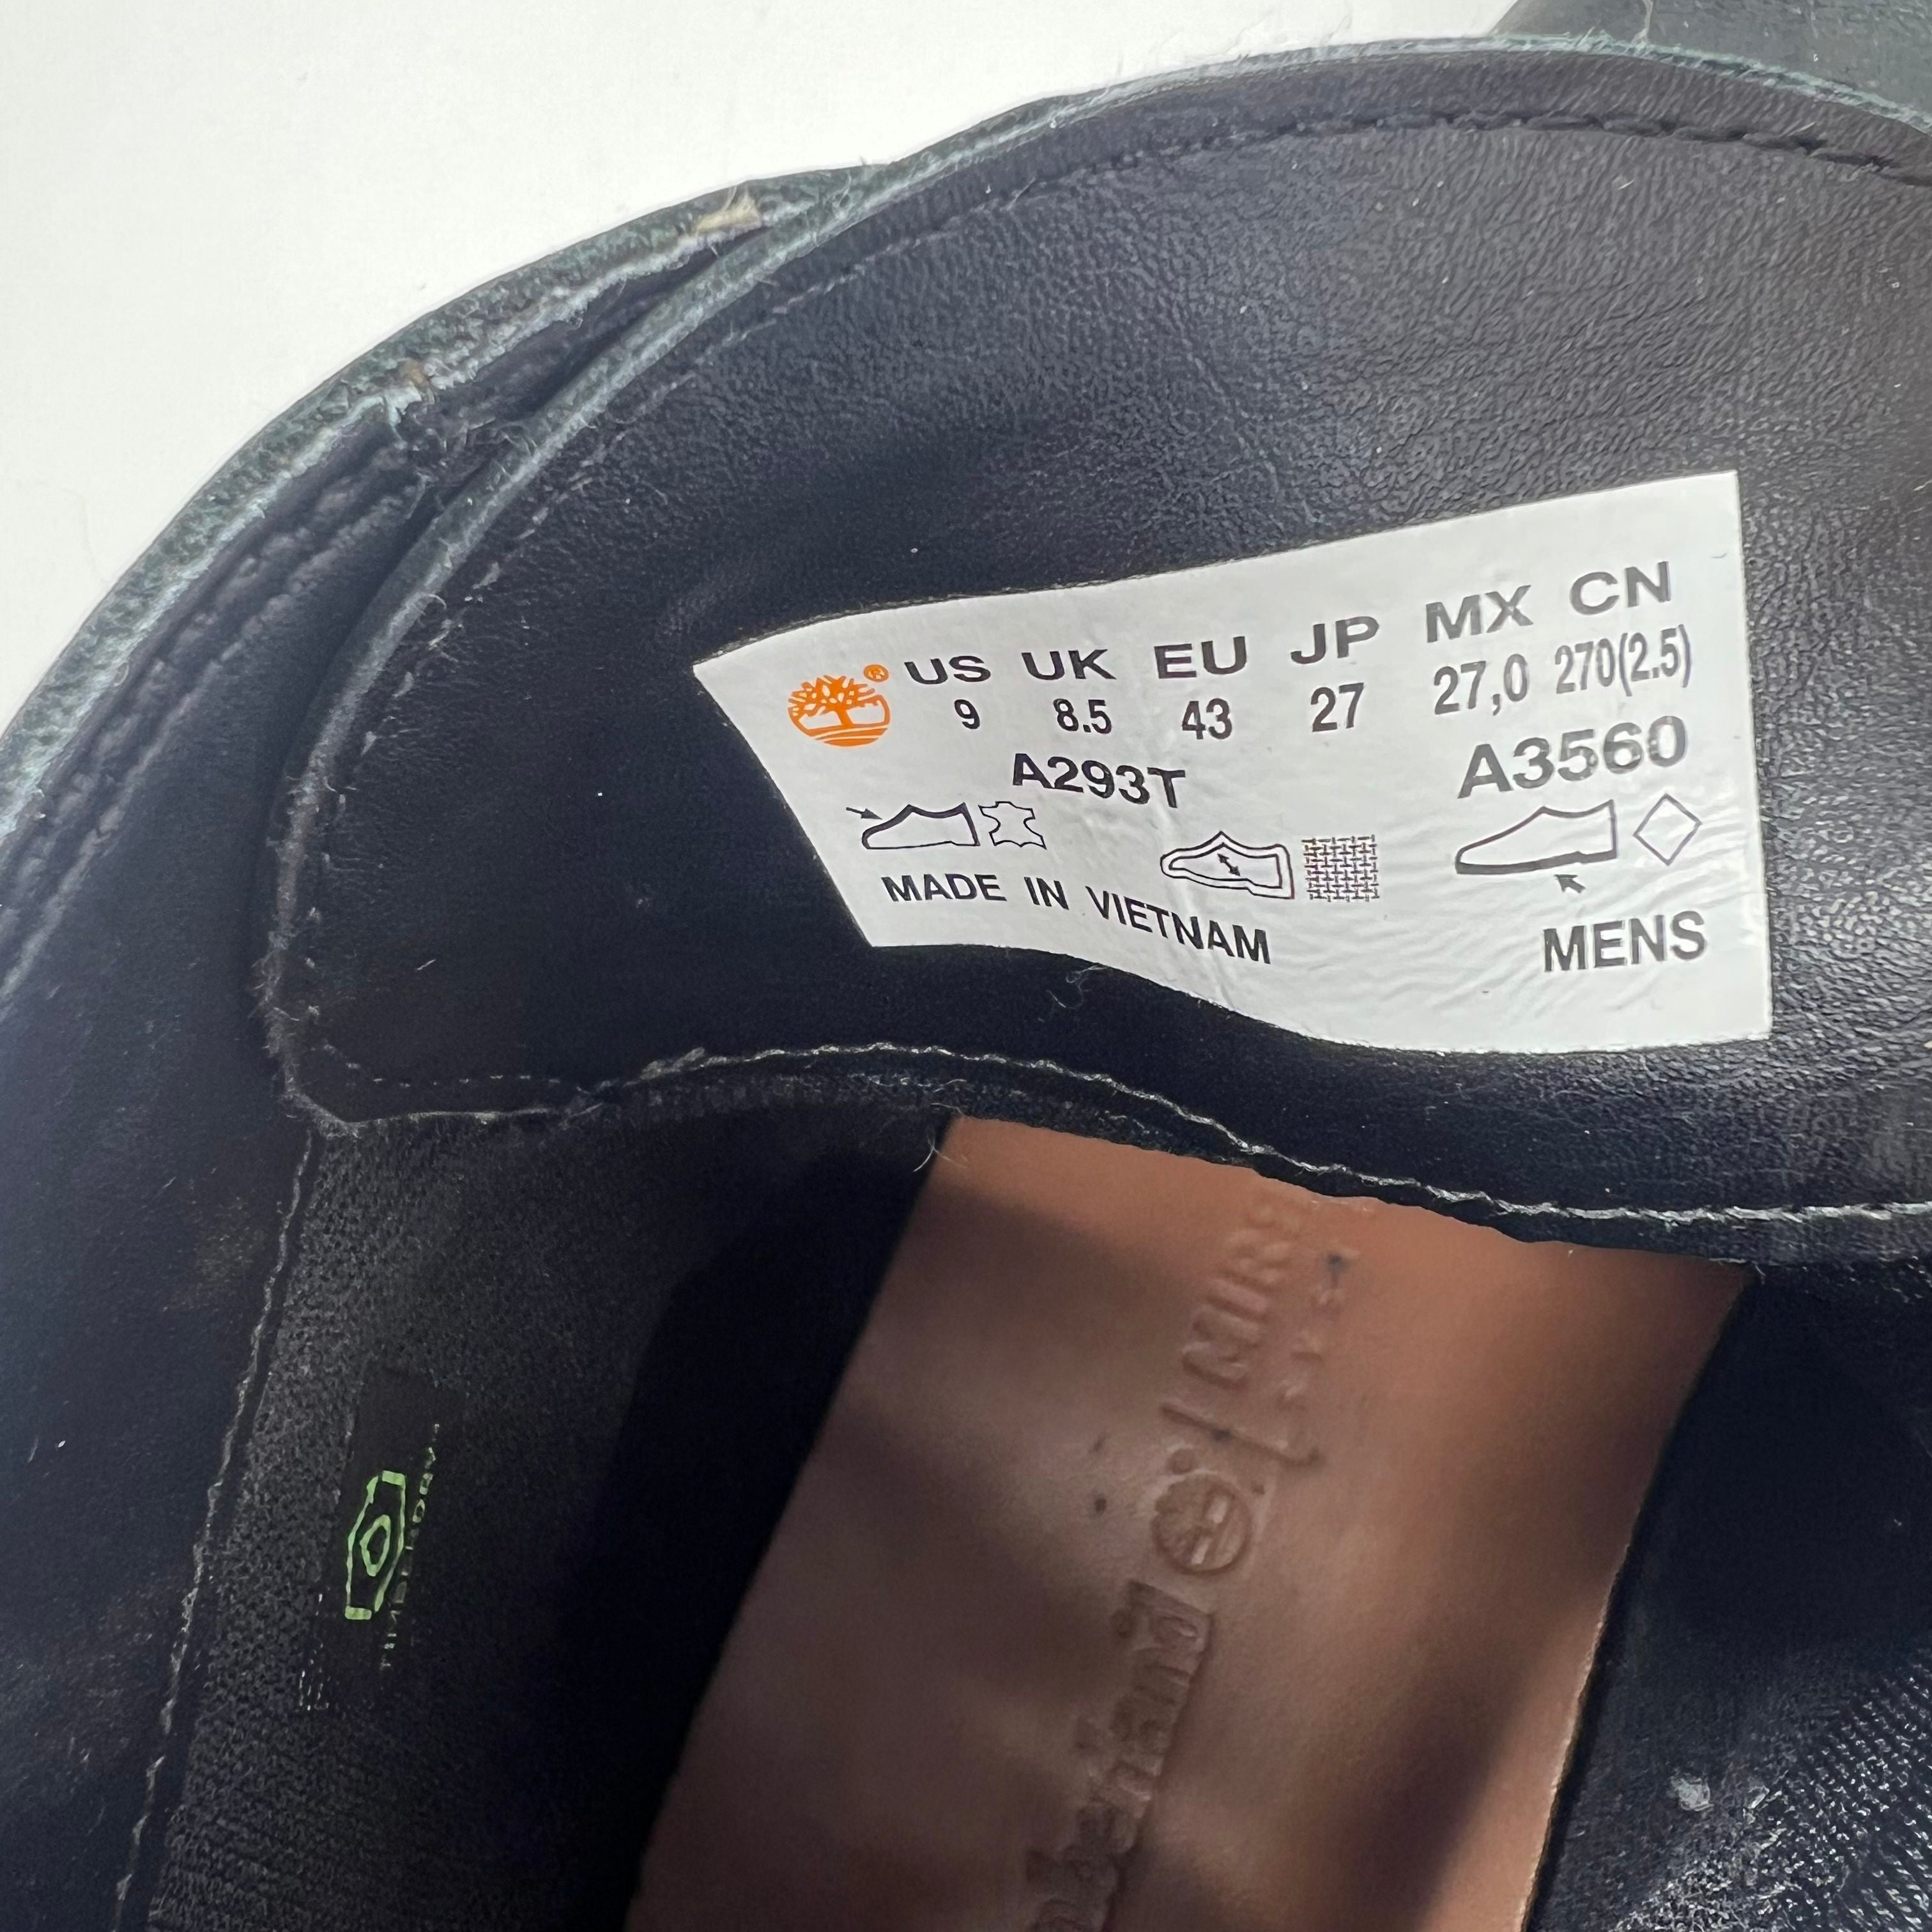 US UK EU JP MX CN
9 8.5 43 27 27,0 270(2.5)
A293T A3560
MADE IN VIETNAM MENS
®